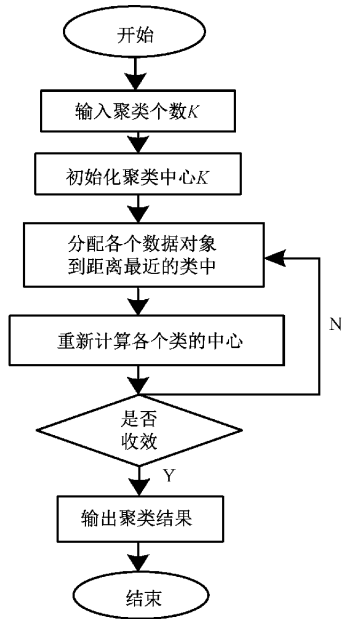 开始
输入聚类个数K
初始化聚类中心K
分配各个数据对象
到距离最近的类中
重新计算各个类的中心
N
是否
收效
Y
输出聚类结果
结束